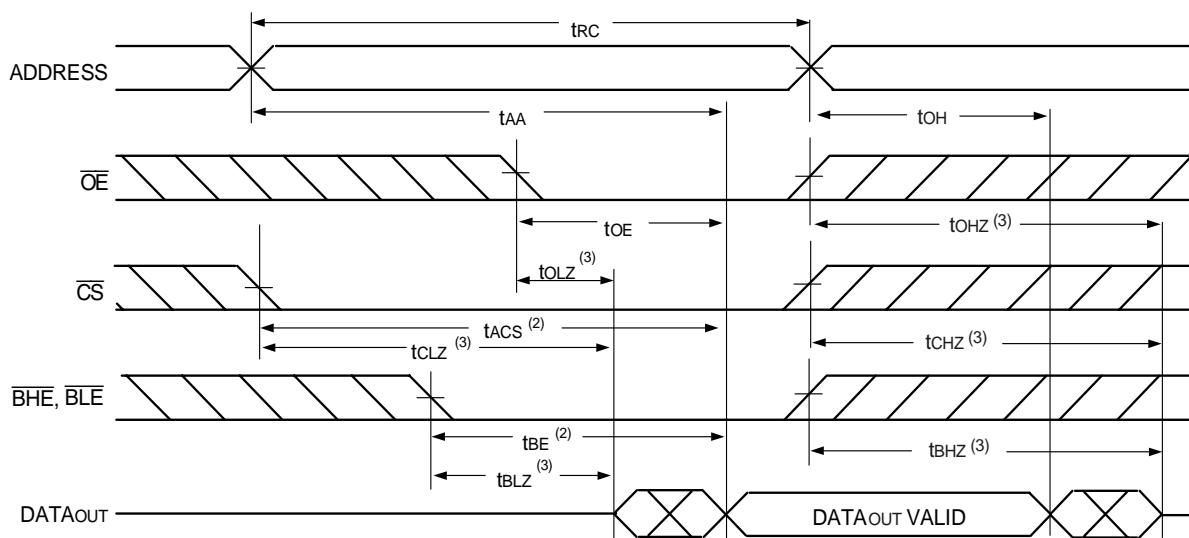 tRC
ADDRESS
tAA
tOH
OE
tOE
tOHZ (3)
tOLZ (3)
CS
tACS (2)
tCLZ (3)
tCHZ (3)
BHE, BLE
tBE (2)
tBHZ (3)
tBLZ (3)
DATAOUT
DATAOUT VALID